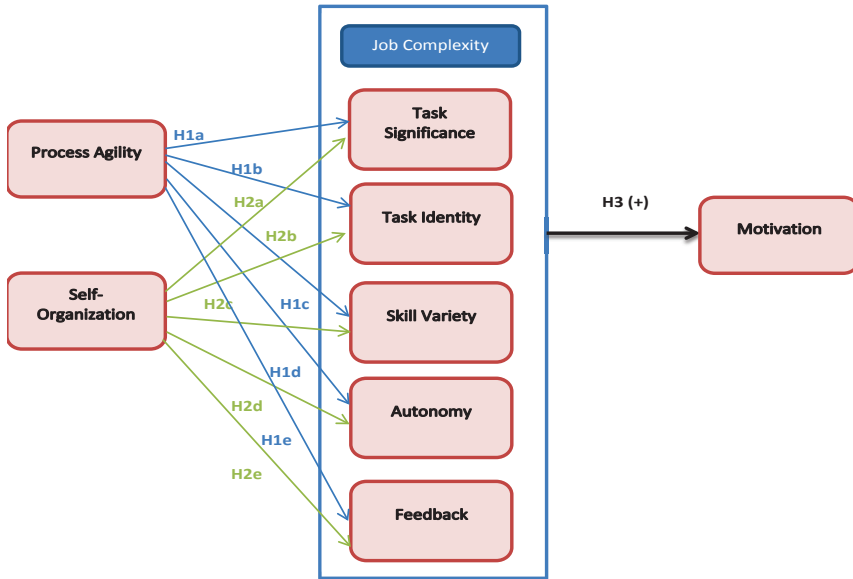 Job Complexity
Task
Significance
H1a
Process Agility
H1b
H2a
Task Identity
H3 (+)
Motivation
H2b
Self-
Organization
H2c
H1c
Skill Variety
H1d
H2d
Autonomy
H1e
H2e
Feedback